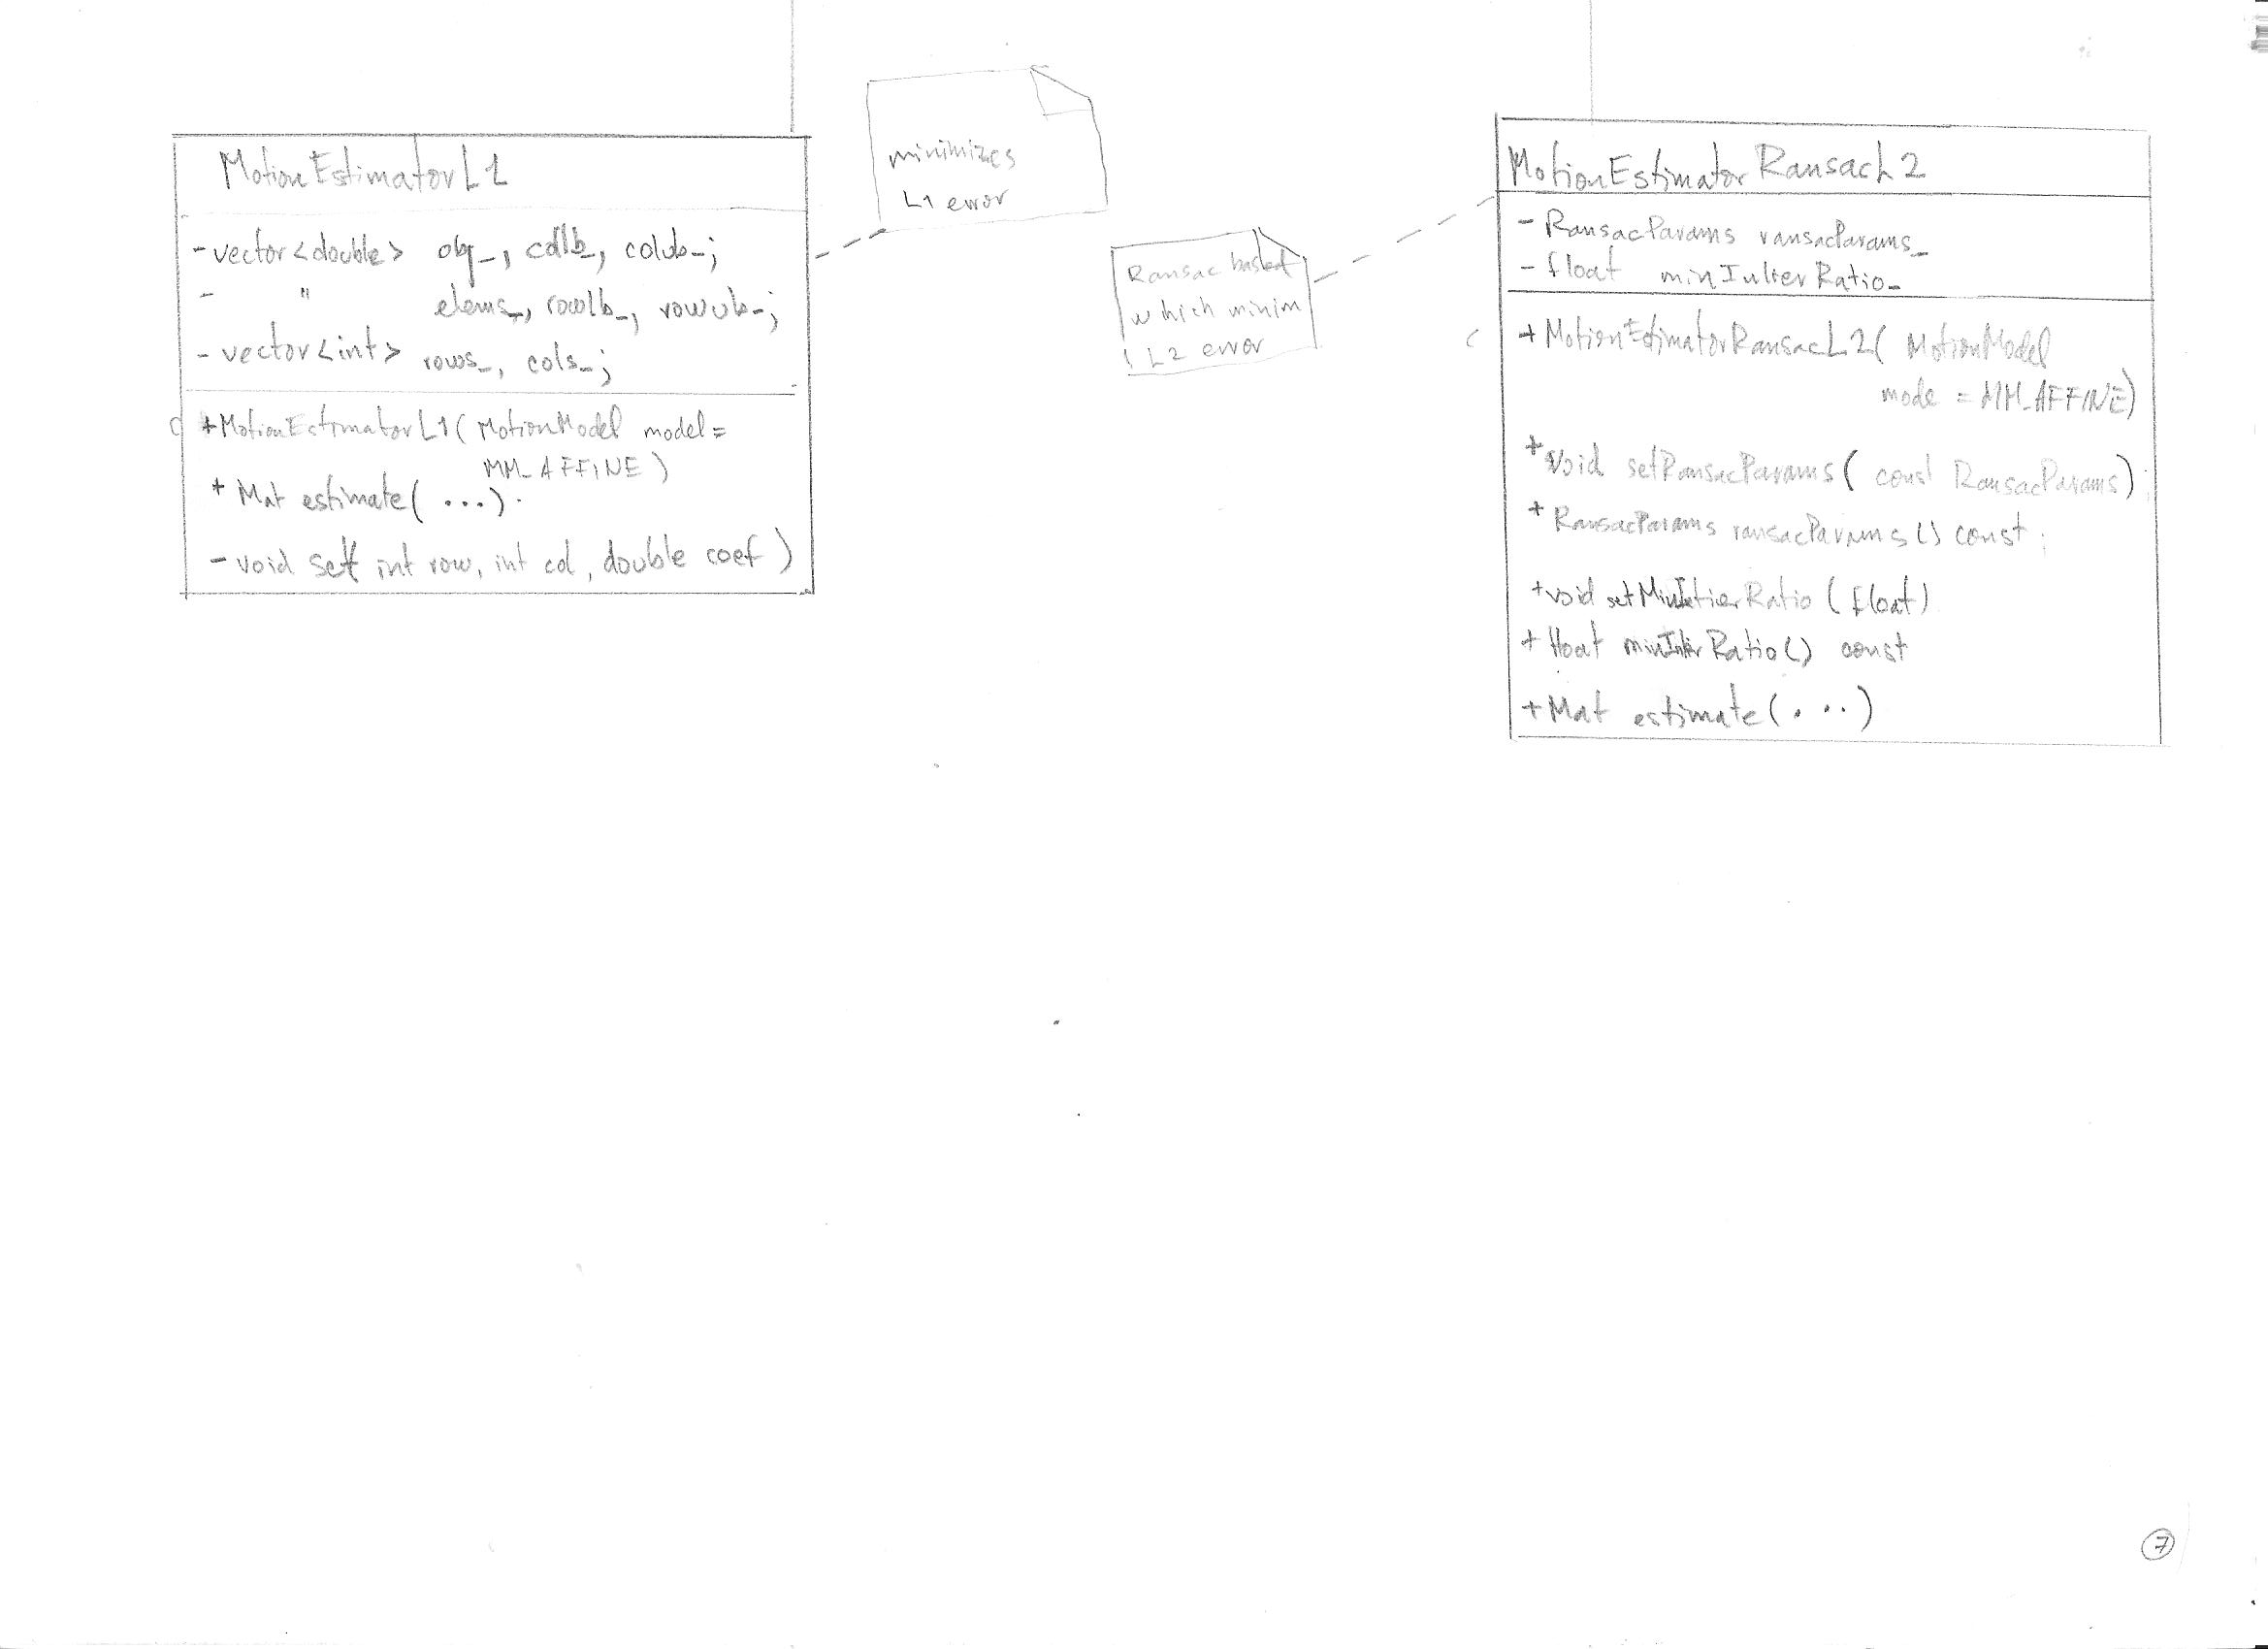 MotionEstimatorL1
- vector<double> obj_, collb_, colub_;
- " elems_, rowlb_, rowub_;
- vector<int> rows_, cols_;
+ MotionEstimatorL1( MotionModel model =
MM_AFFINE )
+ Mat estimate( ...)
- void set( int row, int col, double coef )
minimizes
L1 error
Ransac based
which minim
L2 error
MotionEstimatorRansacL2
- RansacParams ransacParams_
- float minInlierRatio_
+ MotionEstimatorRansacL2( MotionModel
mode = MM_AFFINE)
+ void setRansacParams( const RansacParams);
+ RansacParams ransacParams() const;
+ void setMinInlierRatio (float)
+ float minInlierRatio() const
+ Mat estimate( ...)
7